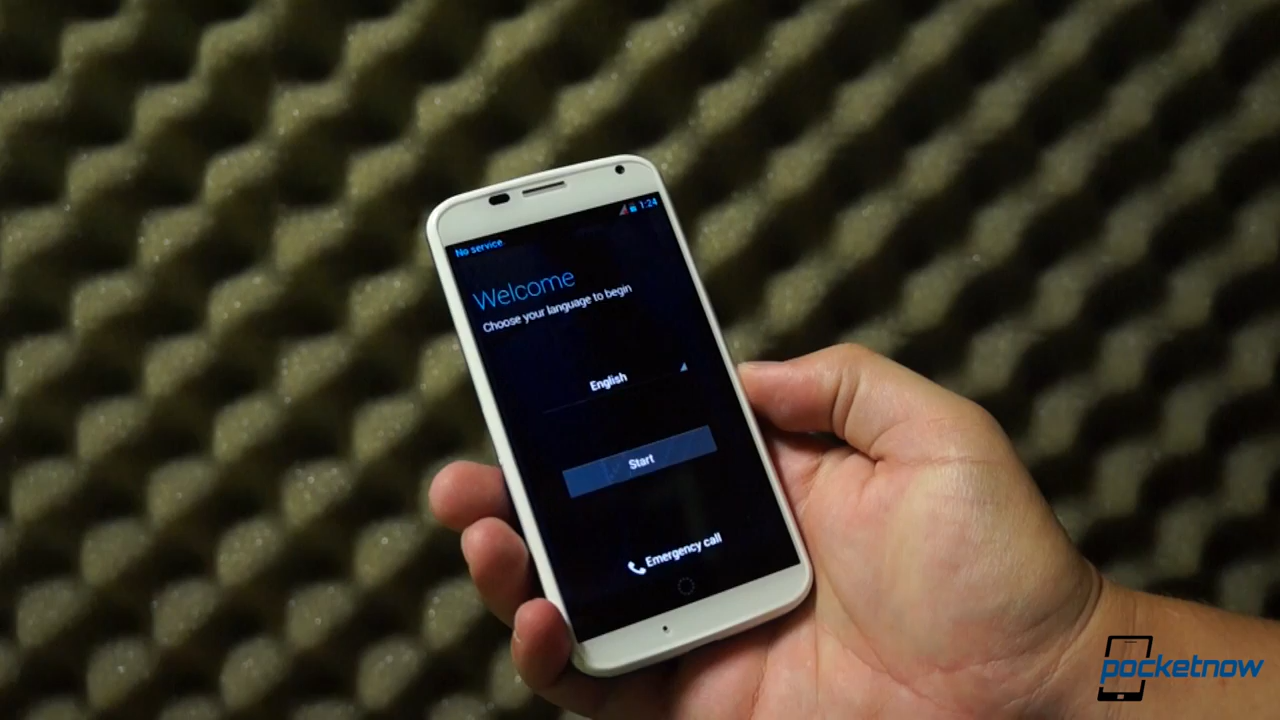 1:24
No service
Welcome
Choose your language to begin
English
Start
Emergency call
pocketnow